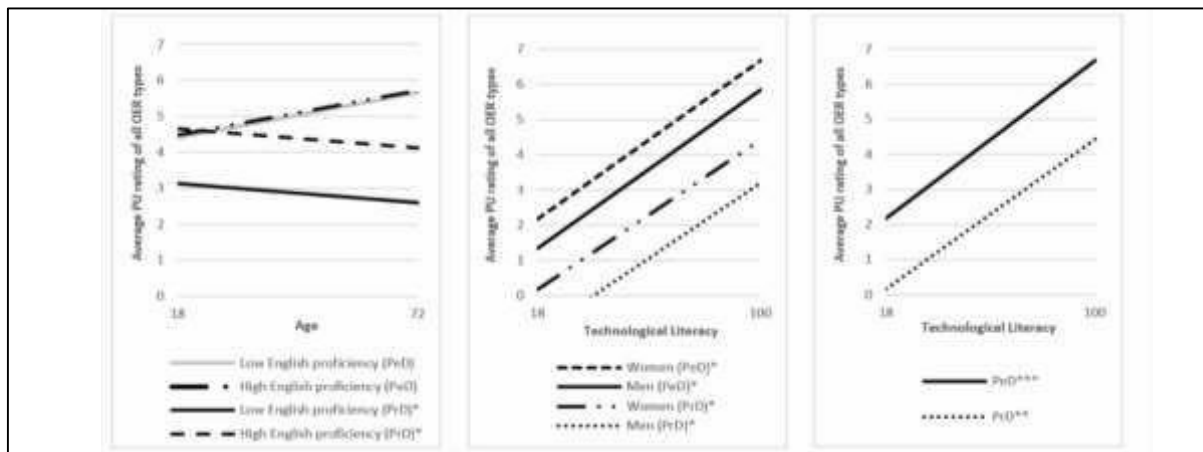 7
6
5
4
3
2
1
0
Average PU rating of all OER types
18
72
Age
Low English proficiency (PeD)
High English proficiency (PeD)
Low English proficiency (PrD)*
High English proficiency (PrD)*
7
6
5
4
3
2
1
0
Average PU rating of all OER types
18
100
Technological Literacy
Women (PeD)*
Men (PeD)*
Women (PrD)*
Men (PrD)*
7
6
5
4
3
2
1
0
Average PU rating of all OER types
18
100
Technological Literacy
PeD***
PrD**